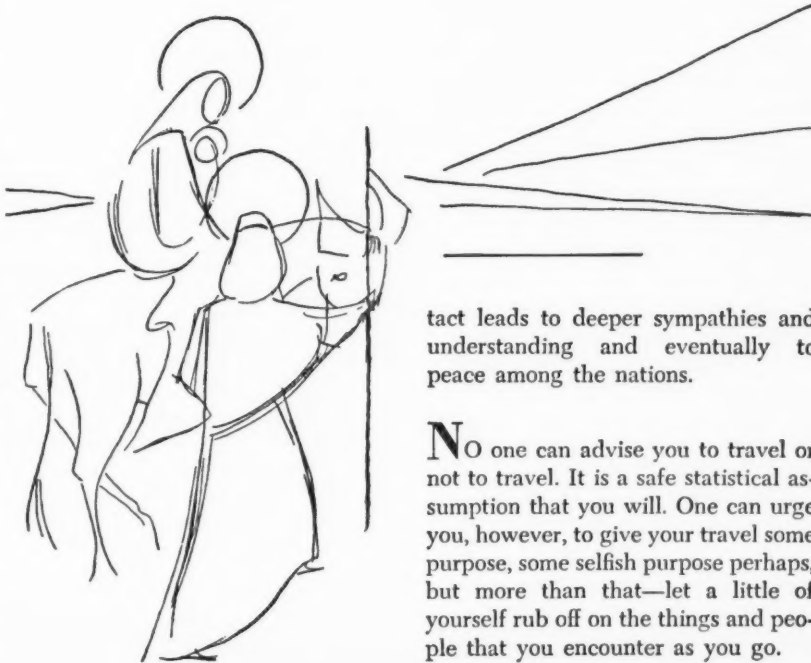 tact leads to deeper sympathies and
understanding and eventually to
peace among the nations.
NO one can advise you to travel or
not to travel. It is a safe statistical as-
sumption that you will. One can urge
you, however, to give your travel some
purpose, some selfish purpose perhaps,
but more than that—let a little of
yourself rub off on the things and peo-
ple that you encounter as you go.